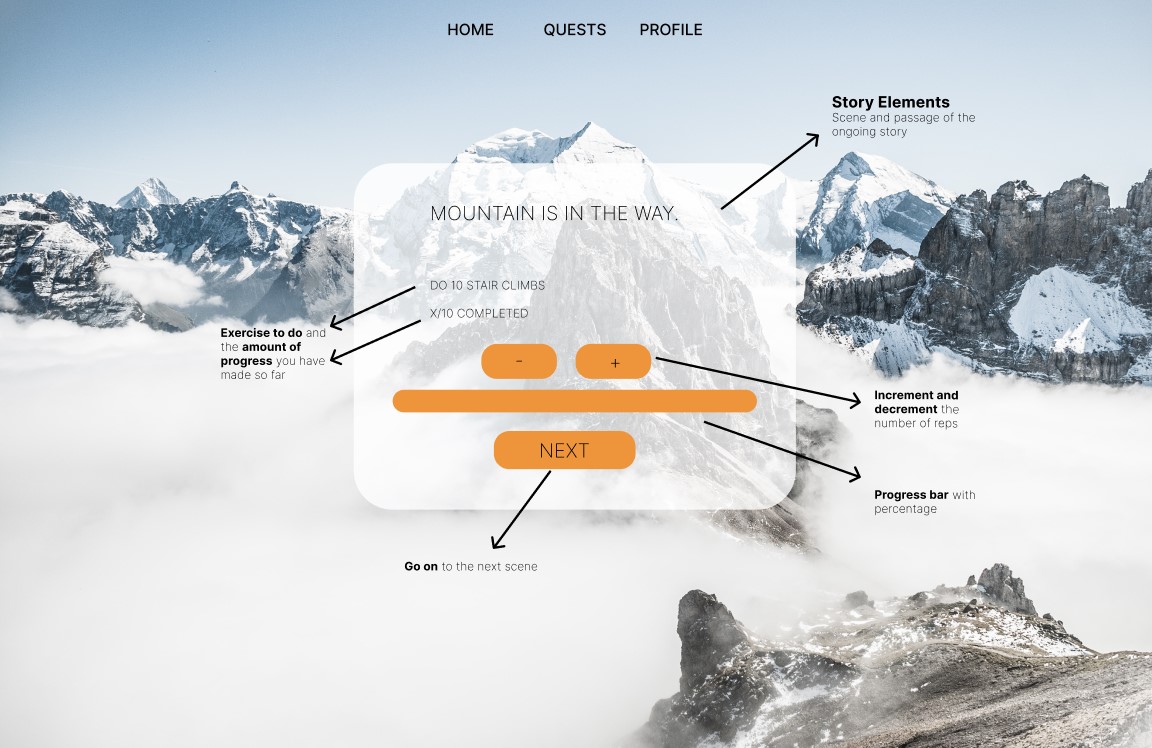 HOME QUESTS PROFILE
Story Elements
Scene and passage of the
ongoing story
MOUNTAIN IS IN THE WAY.
DO 10 STAIR CLIMBS
X/10 COMPLETED
Exercise to do and
the amount of
progress you have
made so far
- +
Increment and
decrement the
number of reps
NEXT
Progress bar with
percentage
Go on to the next scene